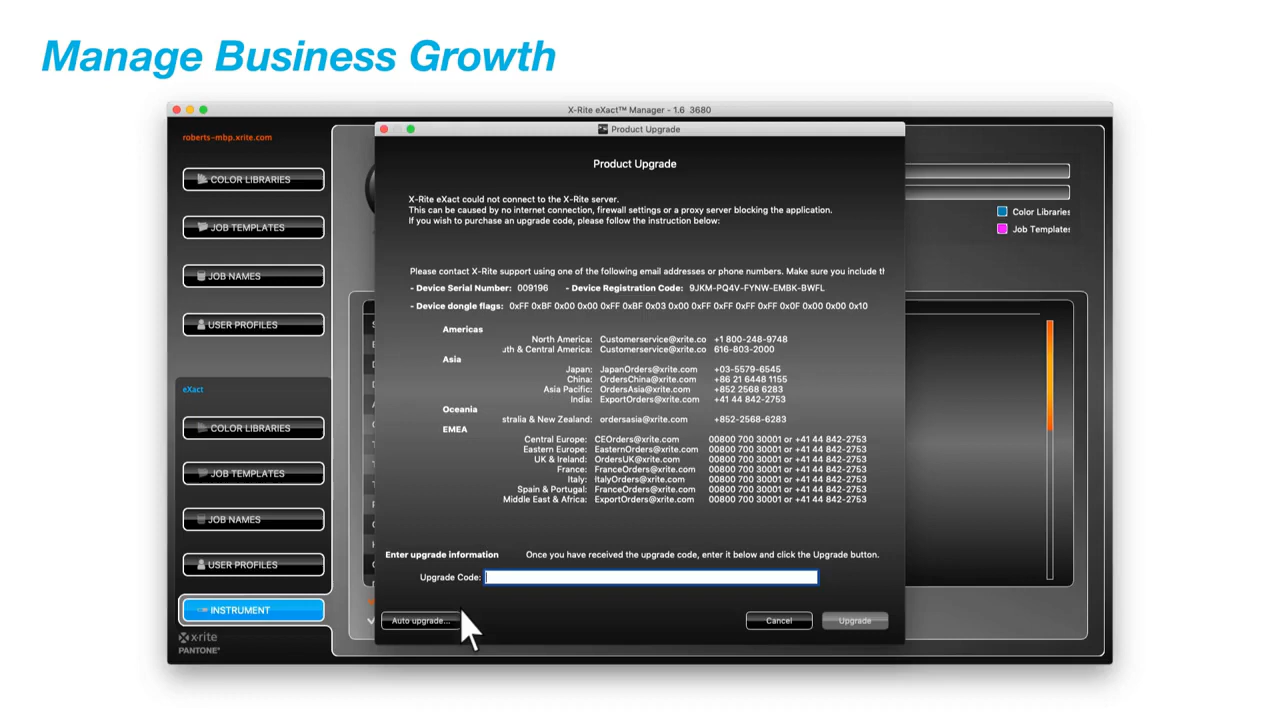 Manage Business Growth
X-Rite eXact™ Manager - 1.6 3680
roberts-mbp.xrite.com
COLOR LIBRARIES
JOB TEMPLATES
JOB NAMES
USER PROFILES
eXact
COLOR LIBRARIES
JOB TEMPLATES
JOB NAMES
USER PROFILES
INSTRUMENT
x·rite
PANTONE®
Product Upgrade
Product Upgrade
X-Rite eXact could not connect to the X-Rite server.
This can be caused by no internet connection, firewall settings or a proxy server blocking the application.
If you wish to purchase an upgrade code, please follow the instruction below:
Please contact X-Rite support using one of the following email addresses or phone numbers. Make sure you include th
- Device Serial Number: 009196 - Device Registration Code: 9JKM-PQ4V-FYNW-EMBK-BWFL
- Device dongle flags: 0xFF 0xBF 0x00 0x00 0xFF 0xBF 0x03 0x00 0xFF 0xFF 0xFF 0xFF 0x0F 0x00 0x00 0x10
Americas
North America: Customerservice@xrite.co +1 800-248-9748
uth & Central America: Customerservice@xrite.co 616-803-2000
Asia
Japan: JapanOrders@xrite.com +03-5579-6545
China: OrdersChina@xrite.com +86 21 6448 1155
Asia Pacific: OrdersAsia@xrite.com +852 2568 6283
India: ExportOrders@xrite.com +41 44 842-2753
Oceania
stralia & New Zealand: ordersasia@xrite.com +852-2568-6283
EMEA
Central Europe: CEOrders@xrite.com 00800 700 30001 or +41 44 842-2753
Eastern Europe: EasternOrders@xrite.com 00800 700 30001 or +41 44 842-2753
UK & Ireland: OrdersUK@xrite.com 00800 700 30001 or +41 44 842-2753
France: FranceOrders@xrite.com 00800 700 30001 or +41 44 842-2753
Italy: ItalyOrders@xrite.com 00800 700 30001 or +41 44 842-2753
Spain & Portugal: FranceOrders@xrite.com 00800 700 30001 or +41 44 842-2753
Middle East & Africa: ExportOrders@xrite.com 00800 700 30001 or +41 44 842-2753
Enter upgrade information Once you have received the upgrade code, enter it below and click the Upgrade button.
Upgrade Code:
Auto upgrade... Cancel Upgrade
Color Libraries
Job Templates